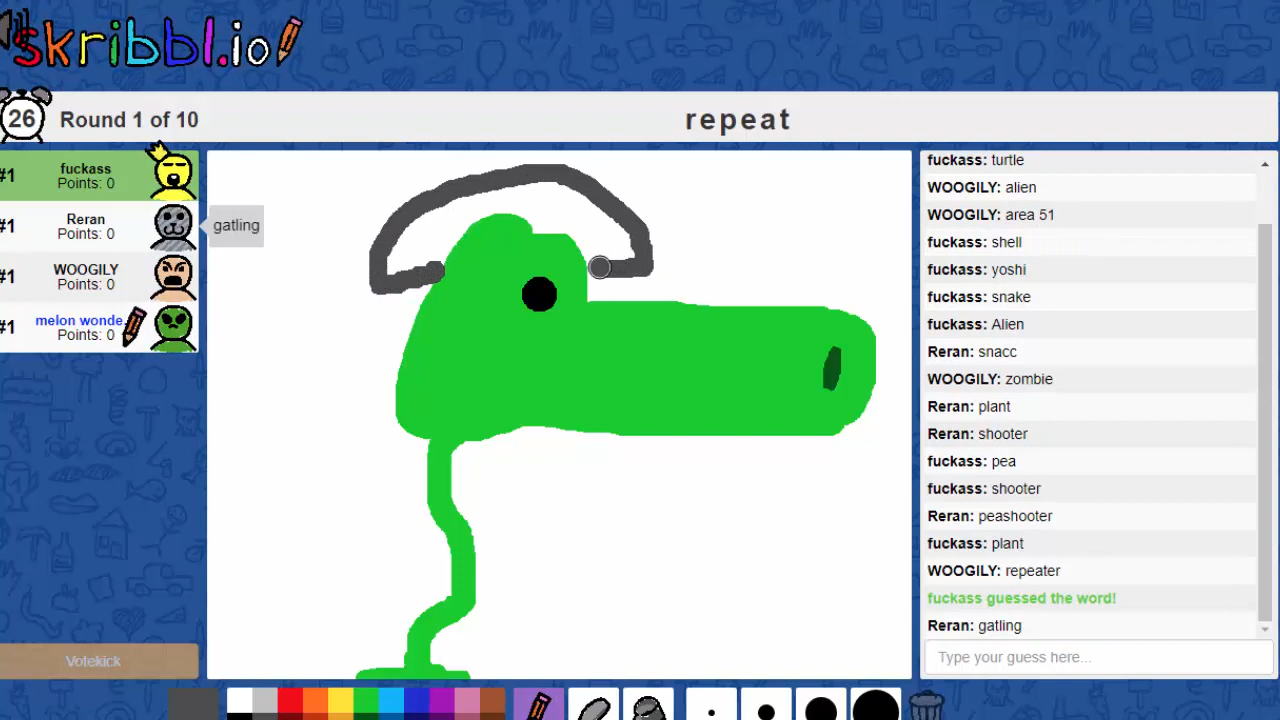 skribbl.io
26
Round 1 of 10
repeat
#1
fuckass
Points: 0
#1
Reran
Points: 0
gatling
#1
WOOGILY
Points: 0
#1
melon wonde
Points: 0
Votekick
fuckass: turtle
WOOGILY: alien
WOOGILY: area 51
fuckass: shell
fuckass: yoshi
fuckass: snake
fuckass: Alien
Reran: snacc
WOOGILY: zombie
Reran: plant
Reran: shooter
fuckass: pea
fuckass: shooter
Reran: peashooter
fuckass: plant
WOOGILY: repeater
fuckass guessed the word!
Reran: gatling
Type your guess here...